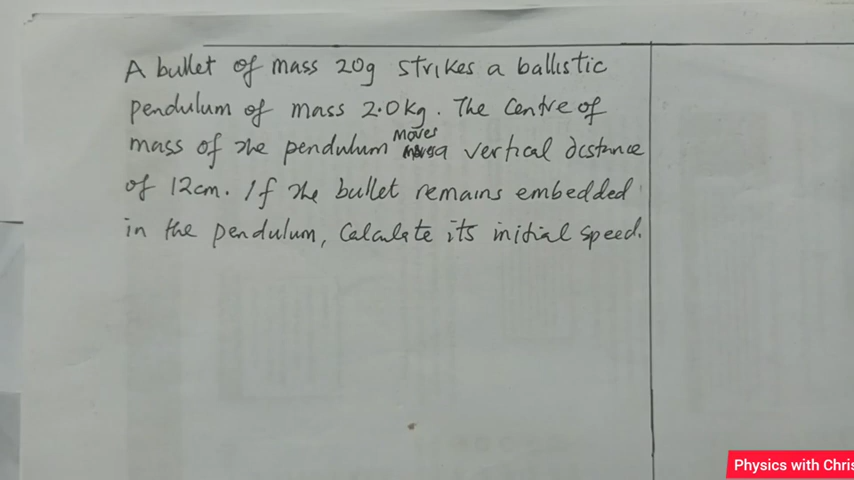 A bullet of mass 20g strikes a ballistic
pendulum of mass 2.0kg. The Centre of
mass of the pendulum moves a vertical distance
of 12cm. If the bullet remains embedded
in the pendulum, Calculate its initial speed.
Physics with Chris